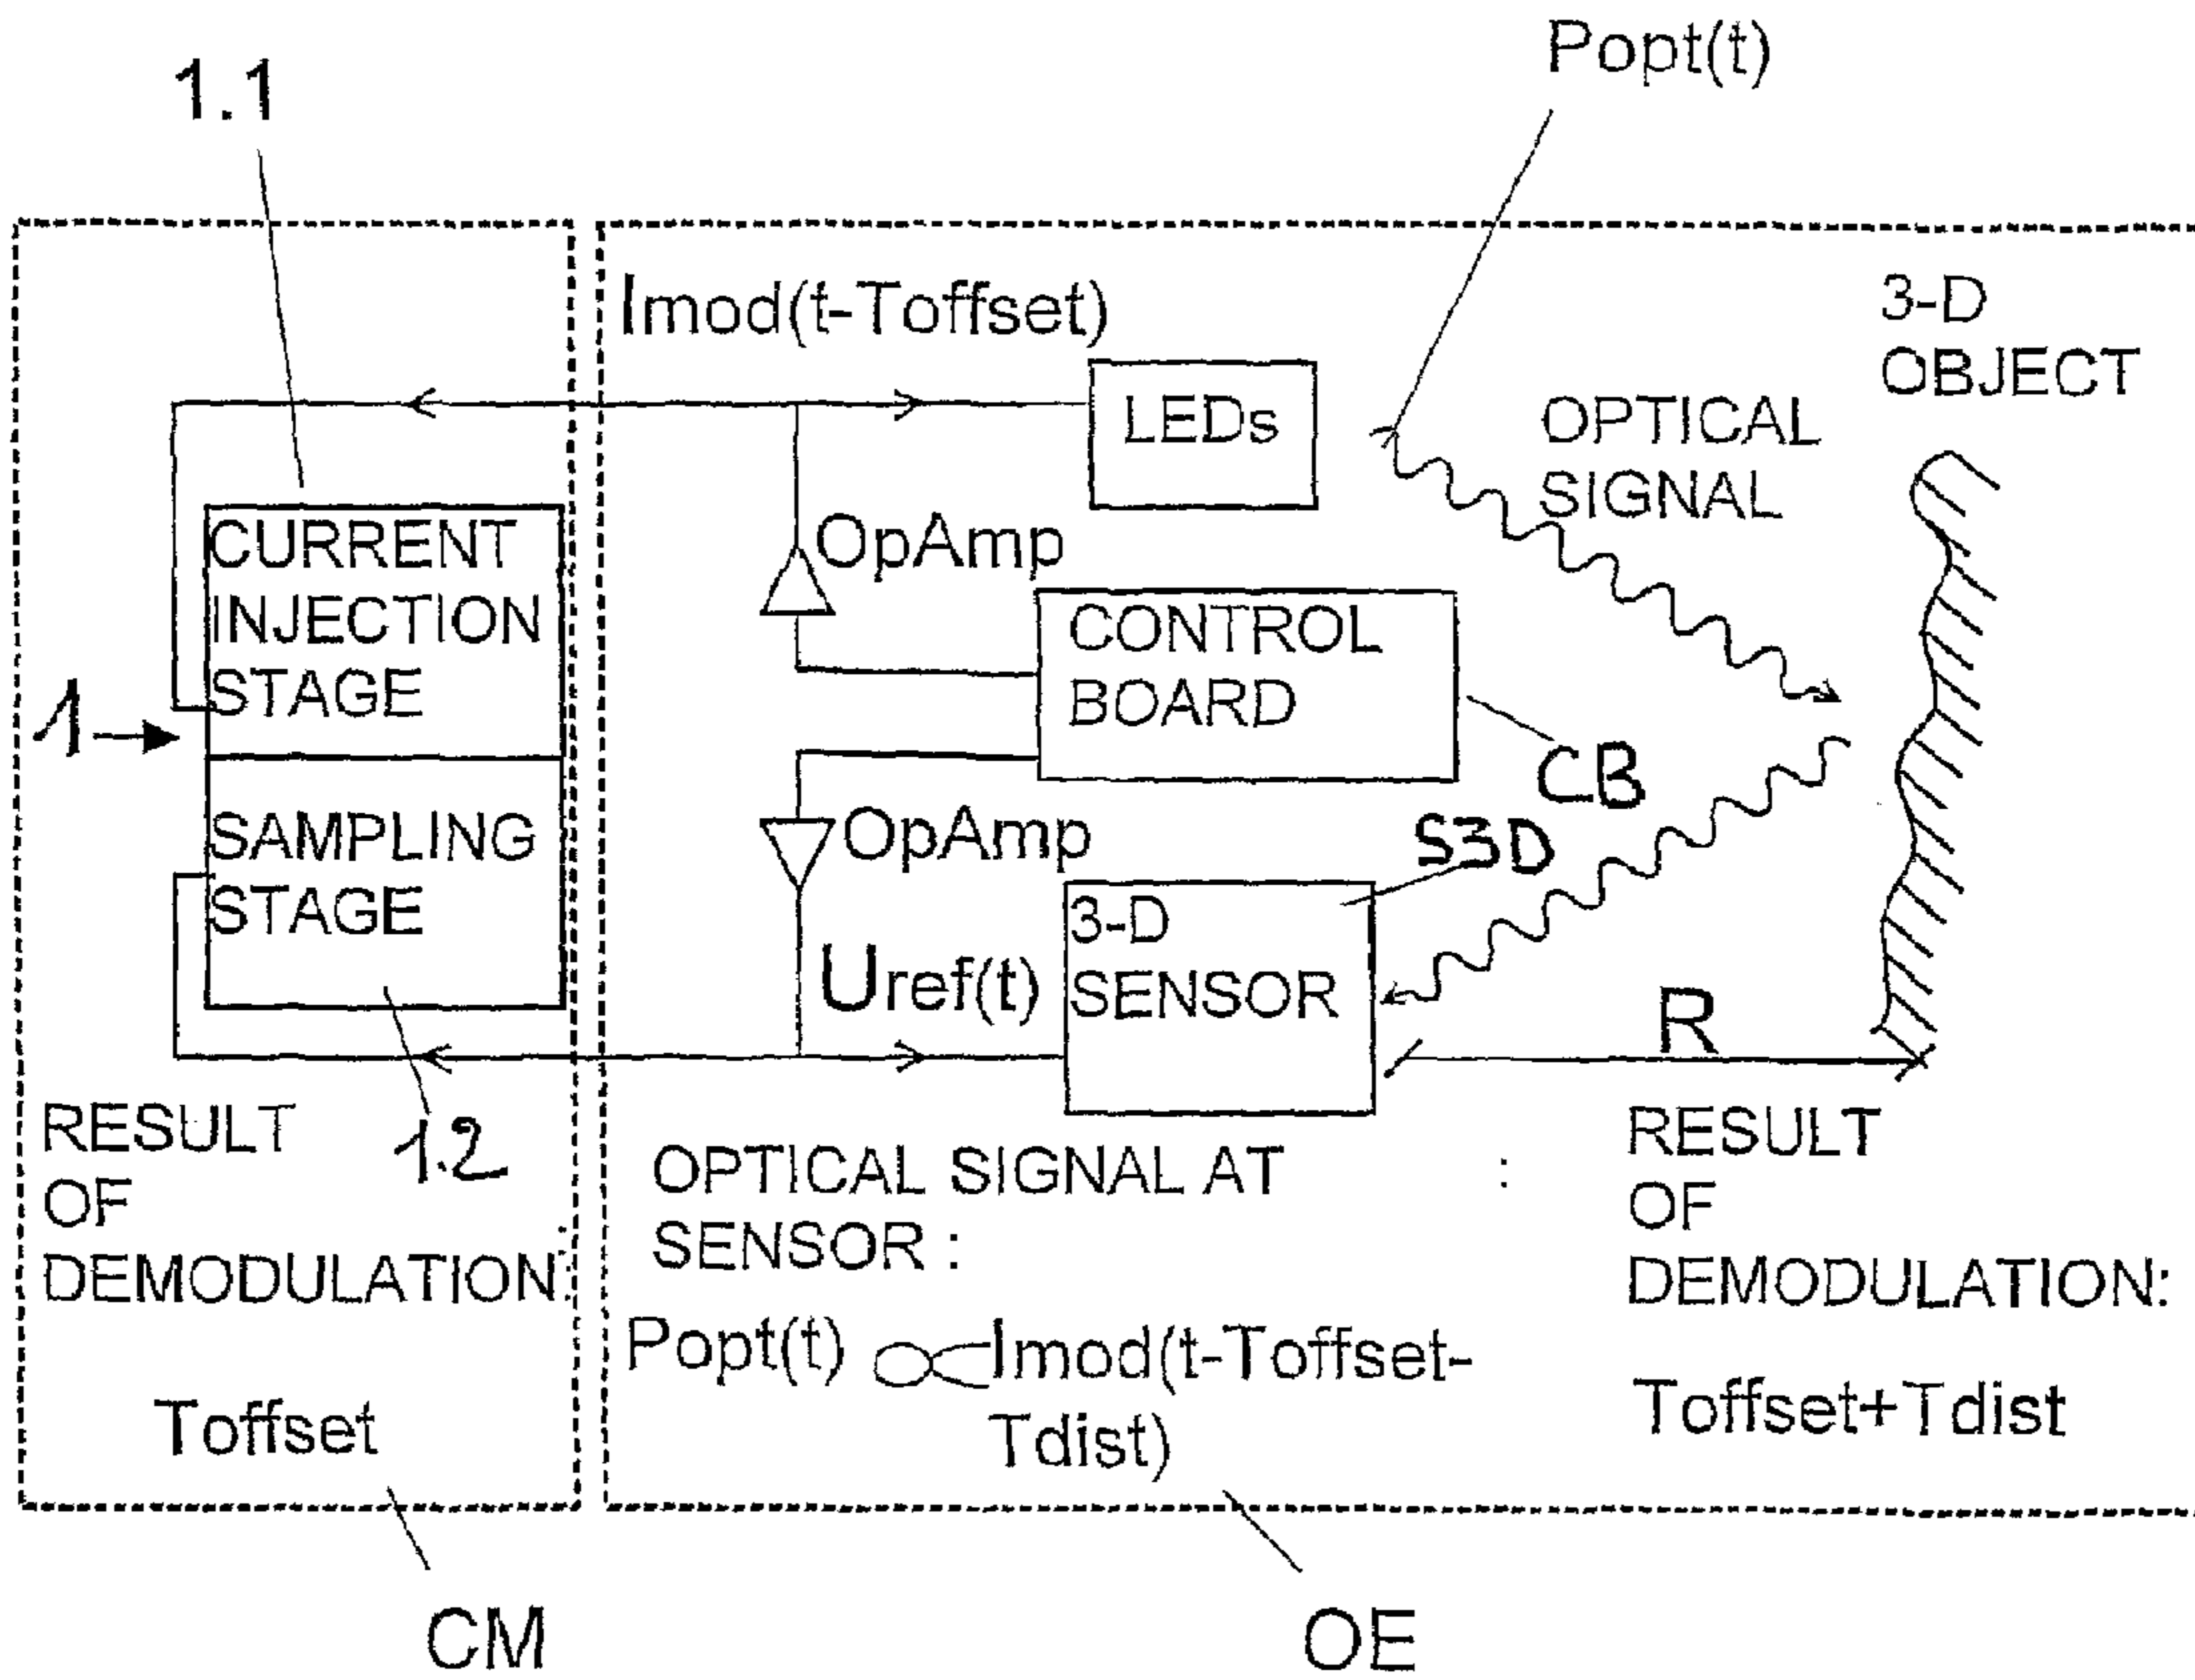 Popt(t)
1.1
Imod(t-Toffset)
3-D
OBJECT
LEDs
OPTICAL
SIGNAL
CURRENT
INJECTION
STAGE
OpAmp
CONTROL
BOARD
1
CB
SAMPLING
STAGE
OpAmp
S3D
3-D
SENSOR
Uref(t)
R
RESULT
OF
DEMODULATION:
1.2
OPTICAL SIGNAL AT :
SENSOR :
RESULT
OF
DEMODULATION:
Toffset
Popt(t) ∝ Imod(t-Toffset-
Tdist)
Toffset+Tdist
CM
OE